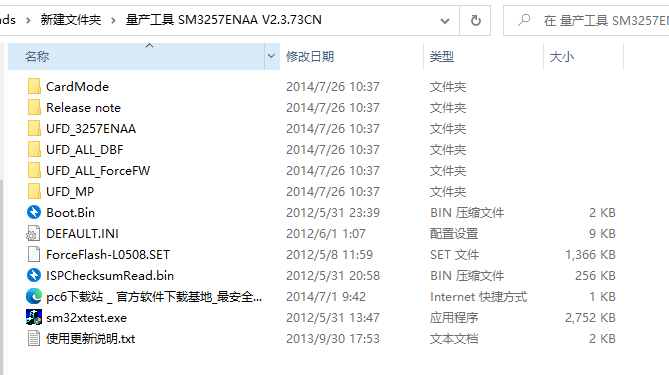 ads › 新建文件夹 › 量产工具 SM3257ENAA V2.3.73CN 在 量产工具 SM3257EN
名称 修改日期 类型 大小
CardMode 2014/7/26 10:37 文件夹
Release note 2014/7/26 10:37 文件夹
UFD_3257ENAA 2014/7/26 10:37 文件夹
UFD_ALL_DBF 2014/7/26 10:37 文件夹
UFD_ALL_ForceFW 2014/7/26 10:37 文件夹
UFD_MP 2014/7/26 10:37 文件夹
Boot.Bin 2012/5/31 23:39 BIN 压缩文件 2 KB
DEFAULT.INI 2012/6/1 1:07 配置设置 9 KB
ForceFlash-L0508.SET 2012/5/8 11:59 SET 文件 1,366 KB
ISPChecksumRead.bin 2012/5/31 20:58 BIN 压缩文件 256 KB
pc6下载站 _ 官方软件下载基地_最安全... 2014/7/1 9:42 Internet 快捷方式 1 KB
sm32xtest.exe 2012/5/31 13:47 应用程序 2,752 KB
使用更新说明.txt 2013/9/30 17:53 文本文档 2 KB